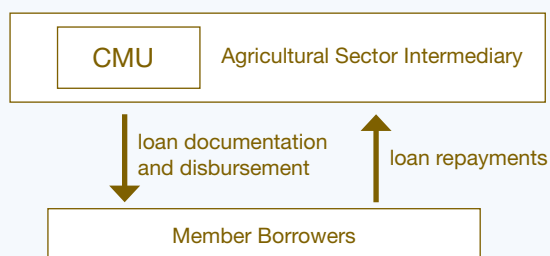 CMU Agricultural Sector Intermediary
loan documentation
and disbursement
loan repayments
Member Borrowers